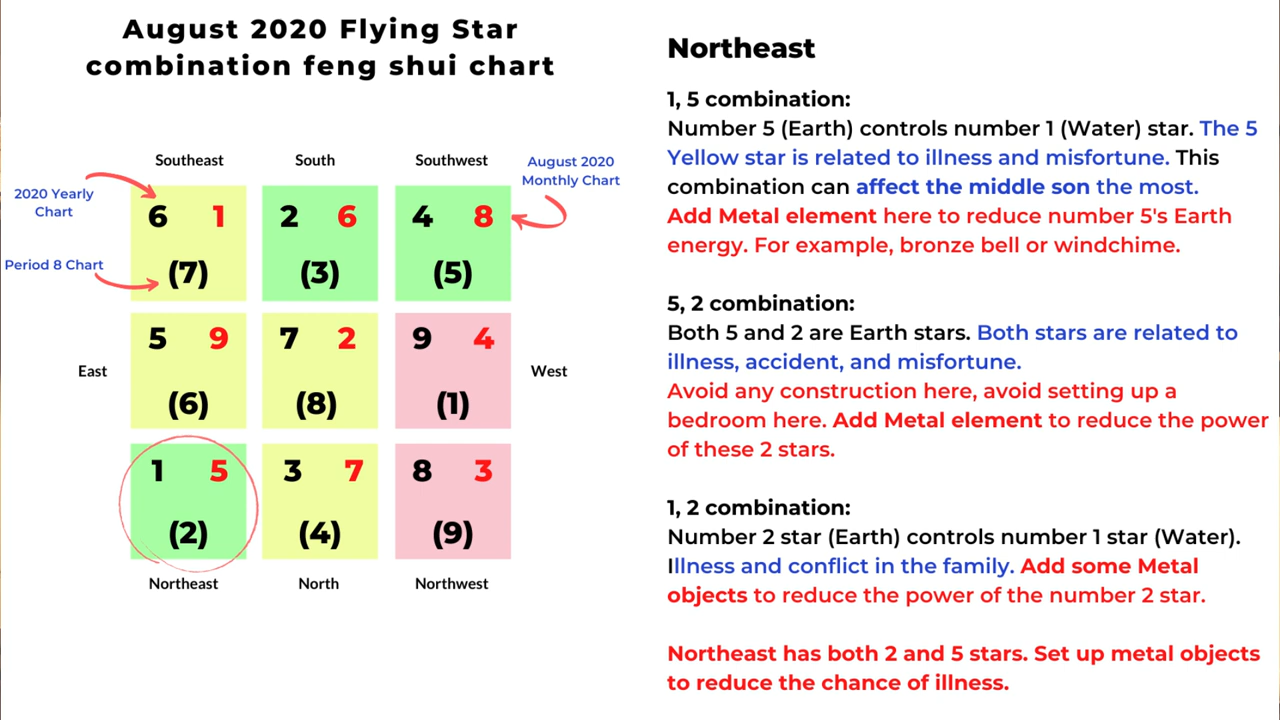 August 2020 Flying Star
combination feng shui chart
Southeast South Southwest
2020 Yearly
Chart
August 2020
Monthly Chart
6 1 2 6 4 8
Period 8 Chart
(7) (3) (5)
5 9 7 2 9 4
East West
(6) (8) (1)
1 5 3 7 8 3
(2) (4) (9)
Northeast North Northwest
Northeast
1, 5 combination:
Number 5 (Earth) controls number 1 (Water) star. The 5
Yellow star is related to illness and misfortune. This
combination can affect the middle son the most.
Add Metal element here to reduce number 5's Earth
energy. For example, bronze bell or windchime.
5, 2 combination:
Both 5 and 2 are Earth stars. Both stars are related to
illness, accident, and misfortune.
Avoid any construction here, avoid setting up a
bedroom here. Add Metal element to reduce the power
of these 2 stars.
1, 2 combination:
Number 2 star (Earth) controls number 1 star (Water).
Illness and conflict in the family. Add some Metal
objects to reduce the power of the number 2 star.
Northeast has both 2 and 5 stars. Set up metal objects
to reduce the chance of illness.